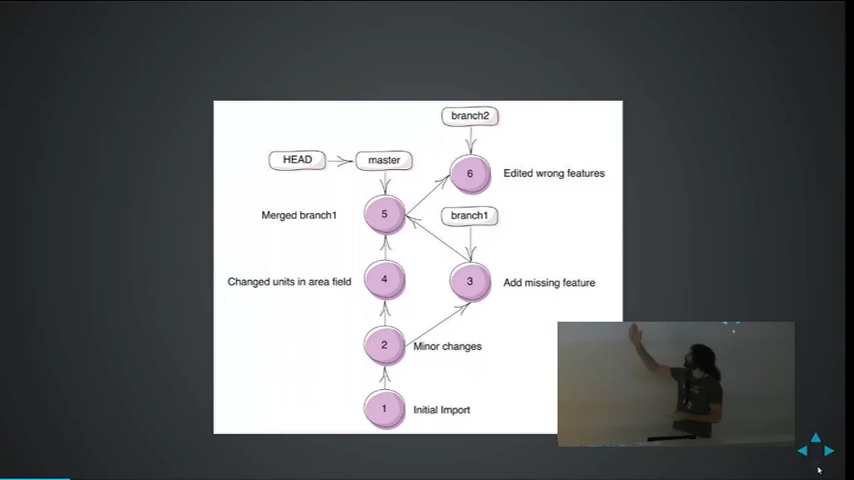 branch2
HEAD
master
6
Edited wrong features
Merged branch1
5
branch1
Changed units in area field
4
3
Add missing feature
2
Minor changes
1
Initial Import